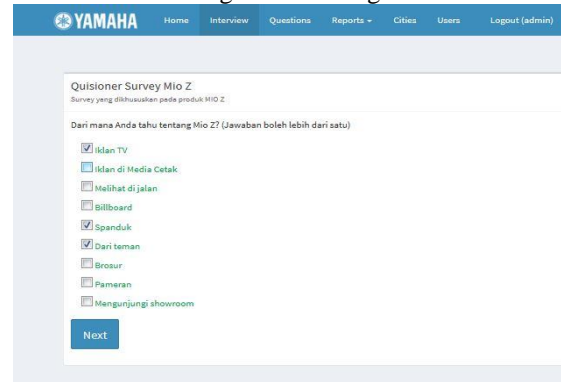 YAMAHA Home Interview Questions Reports Cities Users Logout (admin)
Quisioner Survey Mio Z
Survey yang dikhususkan pada produk MIO Z
Dari mana Anda tahu tentang Mio Z? (Jawaban boleh lebih dari satu)
Iklan TV
Iklan di Media Cetak
Melihat di jalan
Billboard
Spanduk
Dari teman
Brosur
Pameran
Mengunjungi showroom
Next